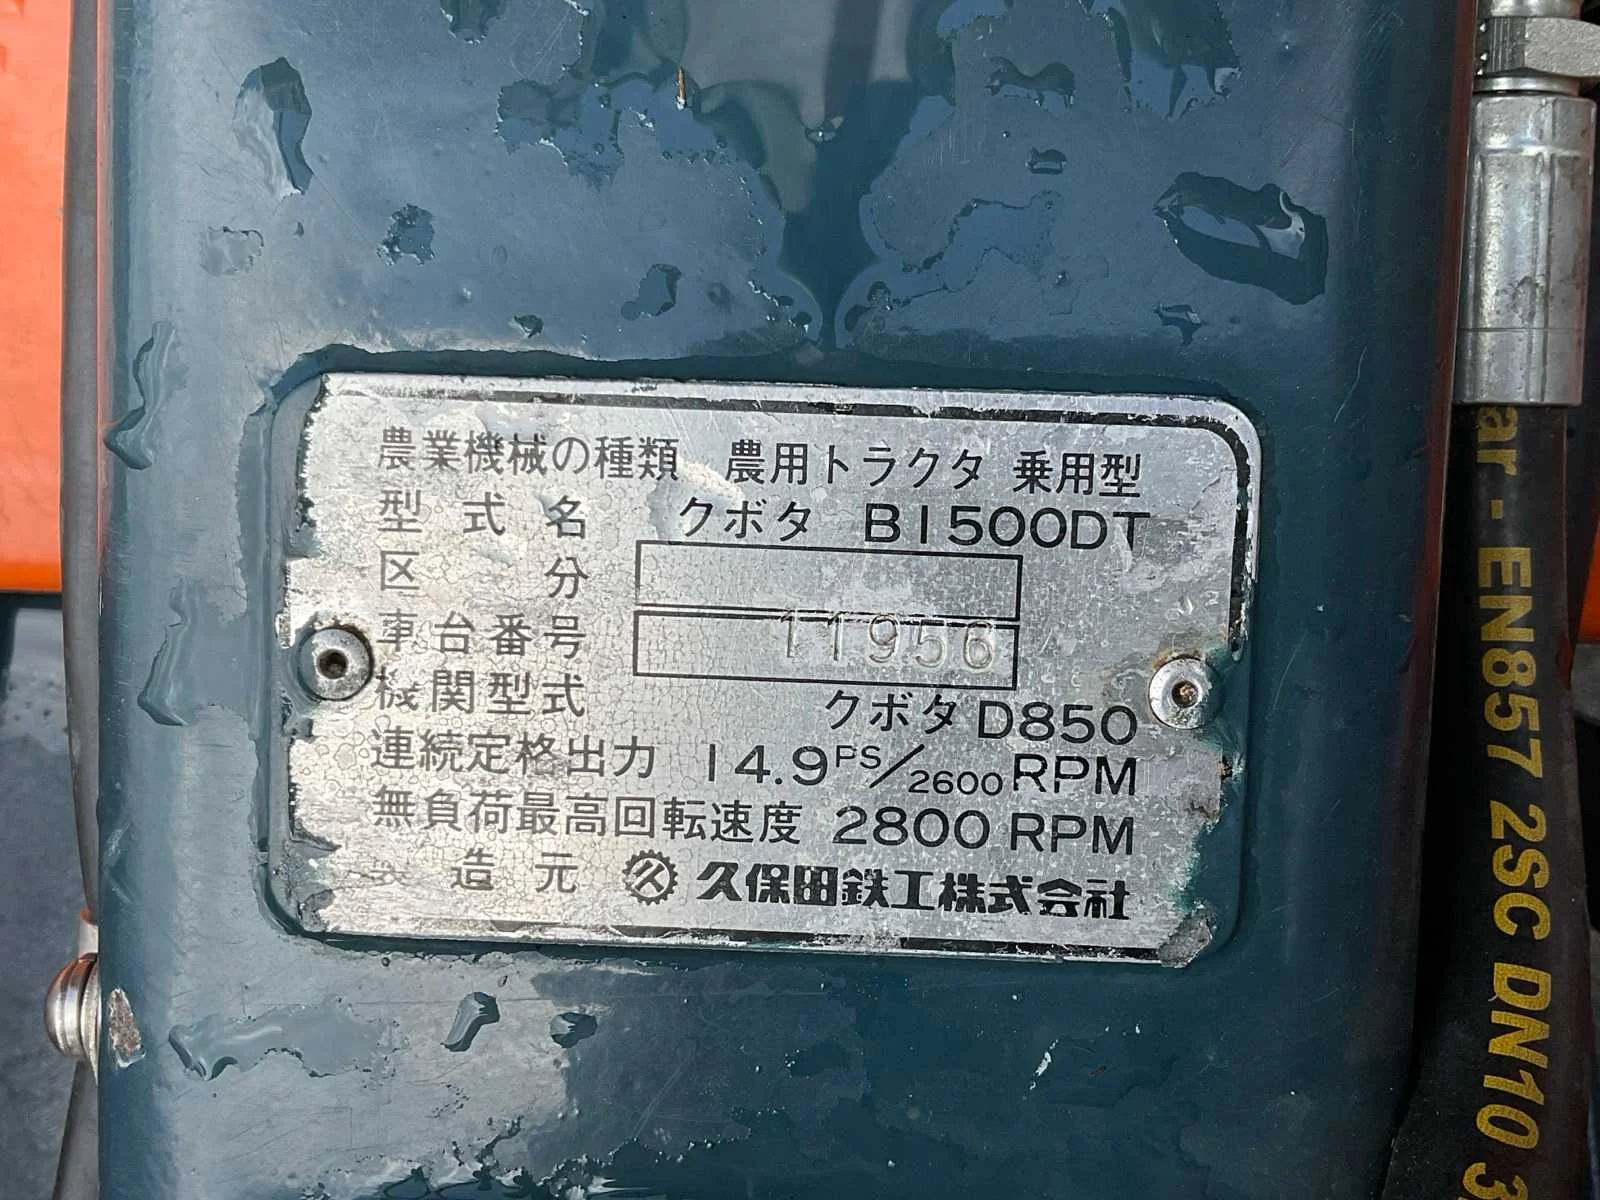 農業機械の種類 農用トラクタ 乗用型
型式名 クボタ B1500DT
区分
車台番号 11956
機関型式 クボタ D850
連続定格出力 14.9PS/2600RPM
無負荷最高回転速度 2800 RPM
造元 久保田鉄工株式会社
ar - EN857 2SC DN10 3